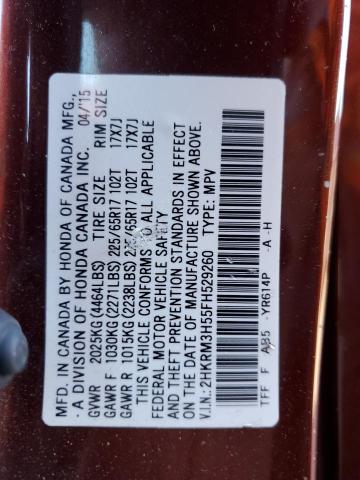 MFD. IN CANADA BY HONDA OF CANADA MFG.,
A DIVISION OF HONDA CANADA INC. 04/'15
TIRE SIZE RIM SIZE
GVWR 2025KG(4464LBS)
GAWR F 1030KG(2271LBS) 225/65R17 102T 17X7J
GAWR R 1015KG(2238LBS) 225/65R17 102T 17X7J
THIS VEHICLE CONFORMS TO ALL APPLICABLE
FEDERAL MOTOR VEHICLE SAFETY
AND THEFT PREVENTION STANDARDS IN EFFECT
ON THE DATE OF MANUFACTURE SHOWN ABOVE.
V.I.N.: 2HKRM3H55FH529260 TYPE: MPV
TFF F AB5 -YR614P -A -H